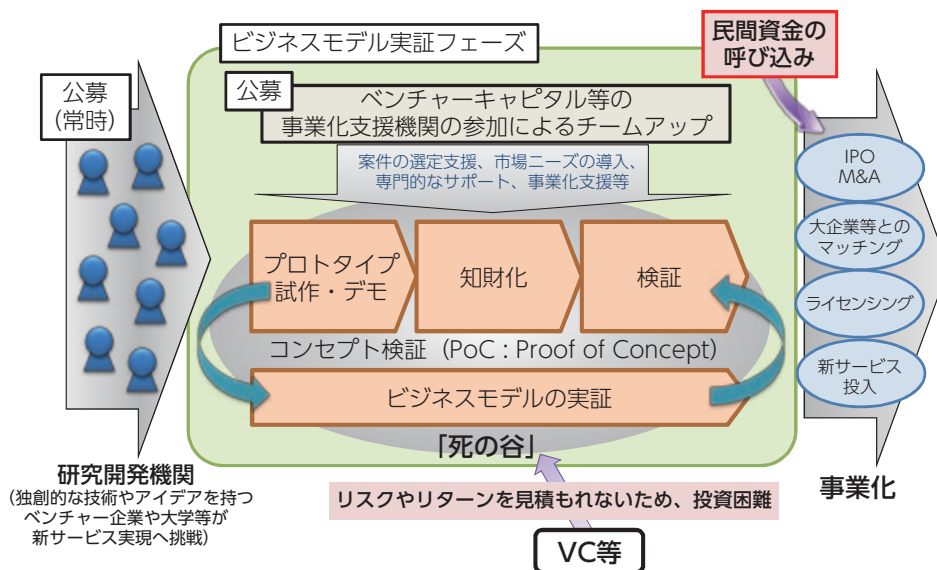 民間資金の
呼び込み
ビジネスモデル実証フェーズ
公募
(常時)
公募
ベンチャーキャピタル等の
事業化支援機関の参加によるチームアップ
案件の選定支援、市場ニーズの導入、
専門的なサポート、事業化支援等
プロトタイプ
試作・デモ
知財化
検証
コンセプト検証（PoC：Proof of Concept）
ビジネスモデルの実証
「死の谷」
IPO
M&A
大企業等との
マッチング
ライセンシング
新サービス
投入
研究開発機関
（独創的な技術やアイデアを持つ
ベンチャー企業や大学等が
新サービス実現へ挑戦）
リスクやリターンを見積もれないため、投資困難
VC等
事業化